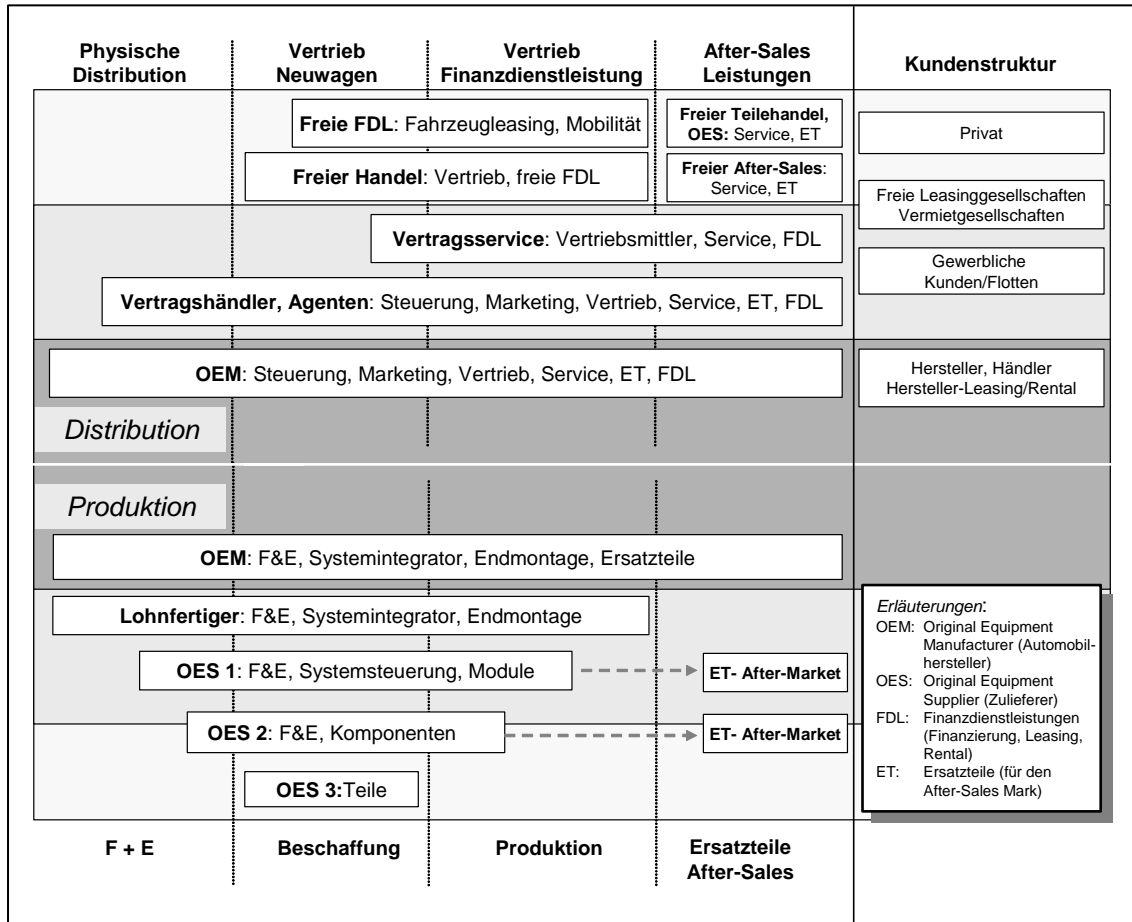 Physische
Distribution
Vertrieb
Neuwagen
Vertrieb
Finanzdienstleistung
After-Sales
Leistungen
Kundenstruktur
Freie FDL: Fahrzeugleasing, Mobilität
Freier Teilehandel,
OES: Service, ET
Privat
Freier Handel: Vertrieb, freie FDL
Freier After-Sales:
Service, ET
Freie Leasinggesellschaften
Vermietgesellschaften
Vertragsservice: Vertriebsmittler, Service, FDL
Gewerbliche
Kunden/Flotten
Vertragshändler, Agenten: Steuerung, Marketing, Vertrieb, Service, ET, FDL
OEM: Steuerung, Marketing, Vertrieb, Service, ET, FDL
Hersteller, Händler
Hersteller-Leasing/Rental
Distribution
Produktion
OEM: F&E, Systemintegrator, Endmontage, Ersatzteile
Lohnfertiger: F&E, Systemintegrator, Endmontage
OES 1: F&E, Systemsteuerung, Module
ET- After-Market
OES 2: F&E, Komponenten
ET- After-Market
OES 3:Teile
Erläuterungen:
OEM: Original Equipment
Manufacturer (Automobil-
hersteller)
OES: Original Equipment
Supplier (Zulieferer)
FDL: Finanzdienstleistungen
(Finanzierung, Leasing,
Rental)
ET: Ersatzteile (für den
After-Sales Mark)
F + E
Beschaffung
Produktion
Ersatzteile
After-Sales